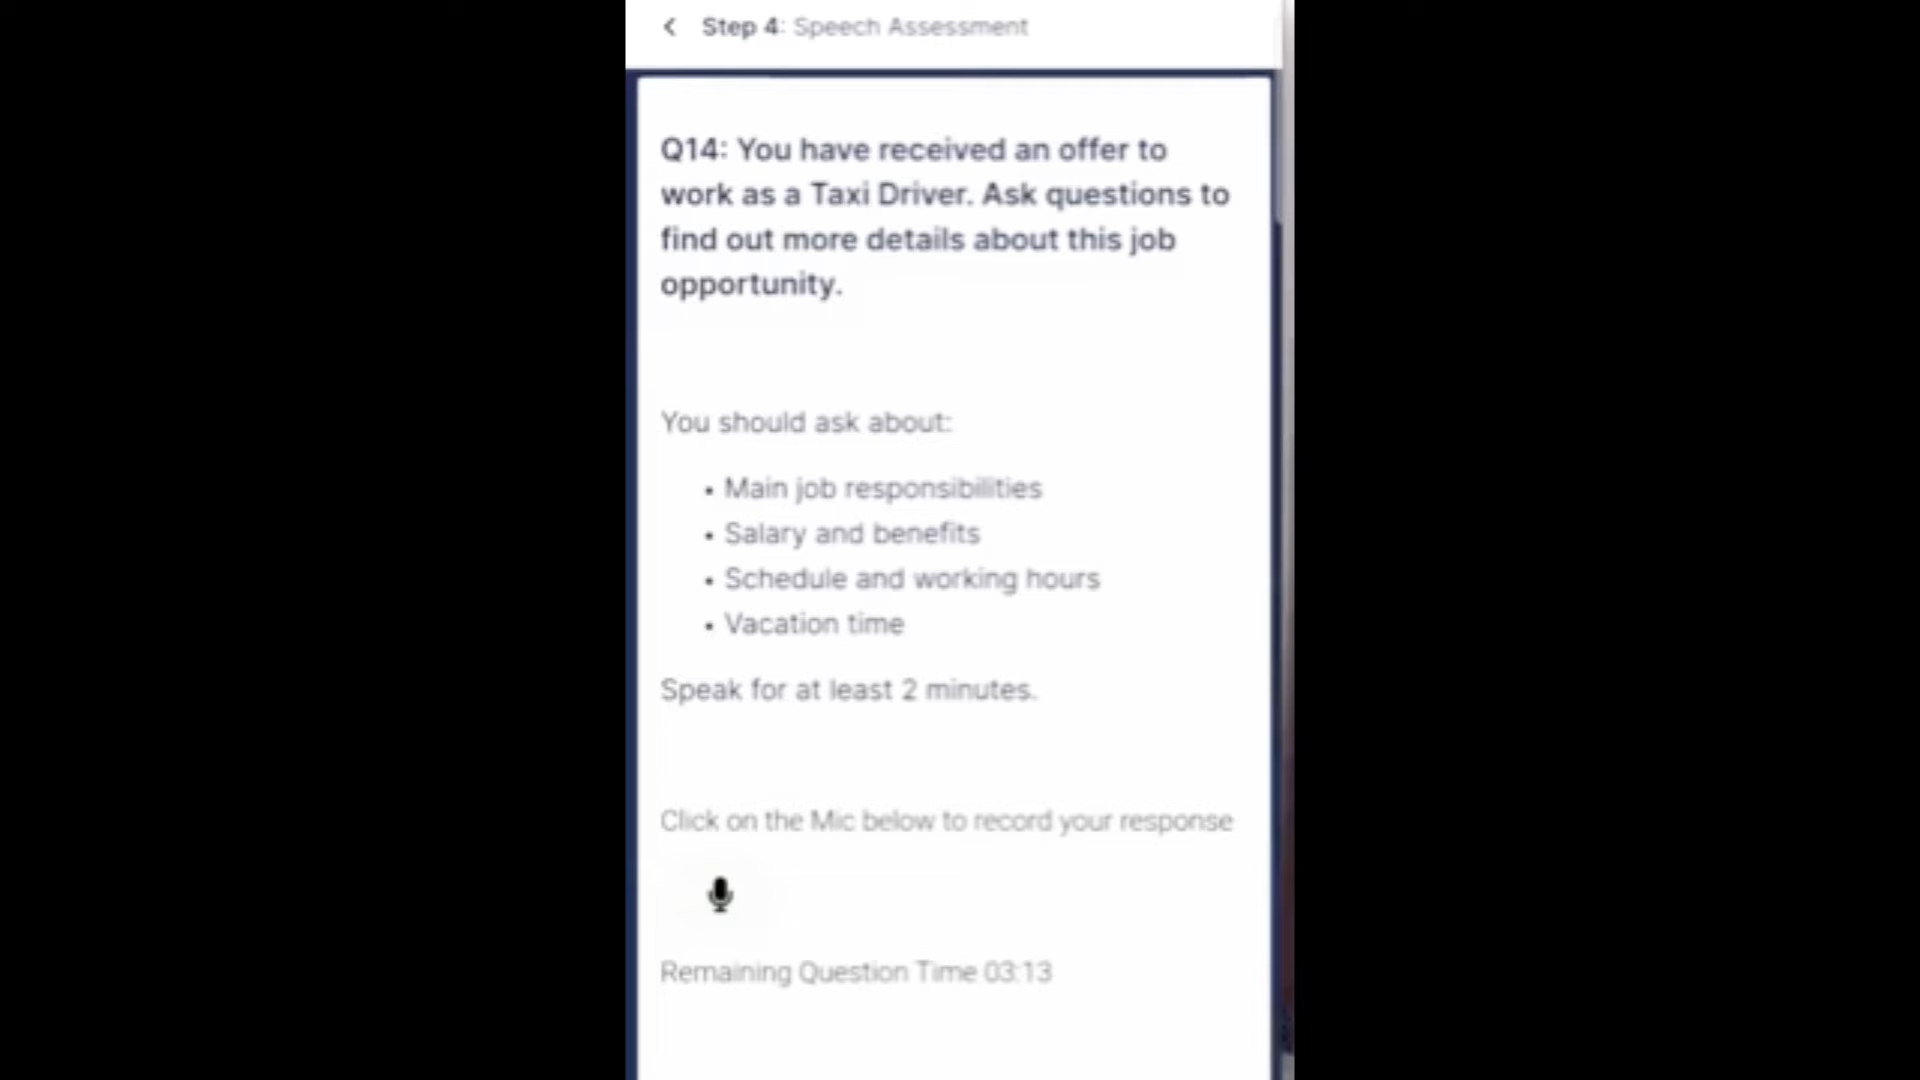 Step 4: Speech Assessment
Q14: You have received an offer to
work as a Taxi Driver. Ask questions to
find out more details about this job
opportunity.
You should ask about:
• Main job responsibilities
• Salary and benefits
• Schedule and working hours
• Vacation time
Speak for at least 2 minutes.
Click on the Mic below to record your response
Remaining Question Time 03:13